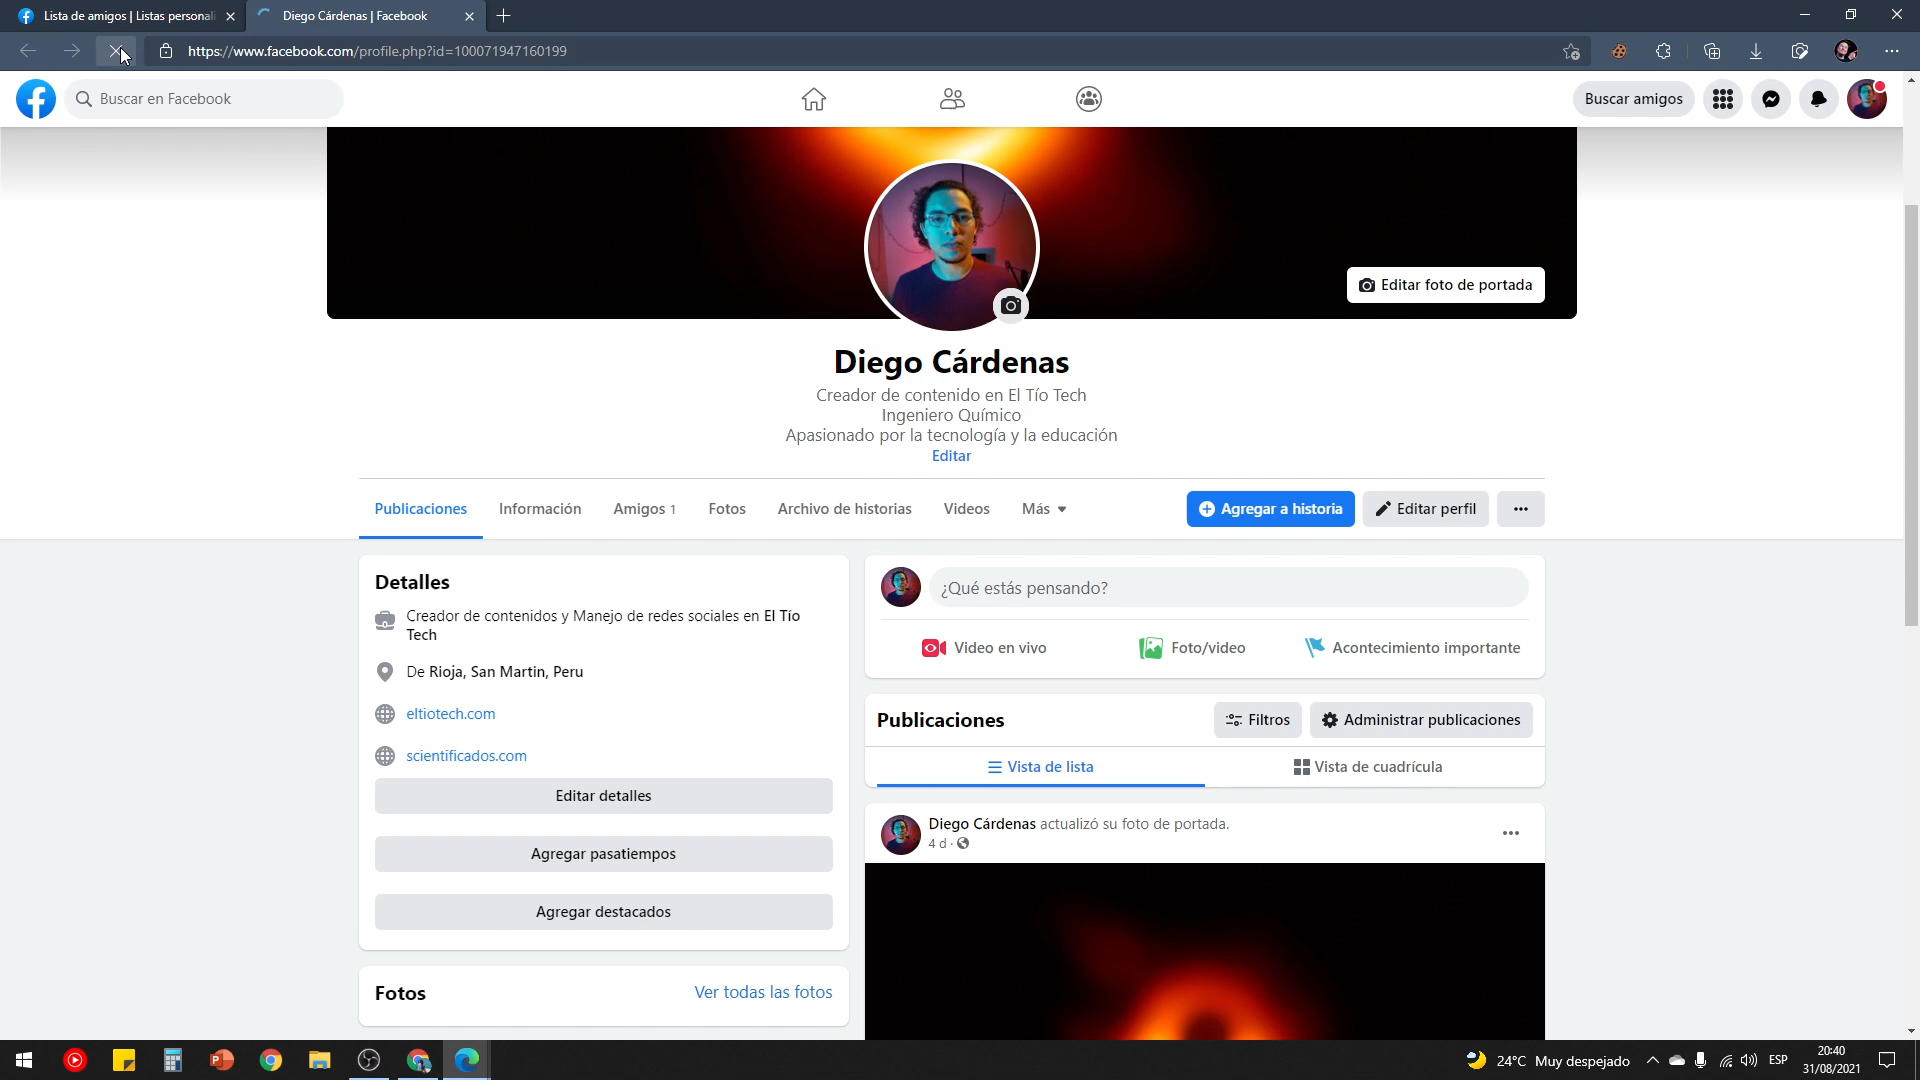 Lista de amigos | Listas personali
Diego Cárdenas | Facebook
https://www.facebook.com/profile.php?id=100071947160199
Buscar en Facebook
Buscar amigos
Editar foto de portada
Diego Cárdenas
Creador de contenido en El Tío Tech
Ingeniero Químico
Apasionado por la tecnología y la educación
Editar
Publicaciones
Información
Amigos 1
Fotos
Archivo de historias
Videos
Más
Agregar a historia
Editar perfil
Detalles
Creador de contenidos y Manejo de redes sociales en El Tío
Tech
De Rioja, San Martin, Peru
eltiotech.com
scientificados.com
Editar detalles
Agregar pasatiempos
Agregar destacados
Fotos
Ver todas las fotos
¿Qué estás pensando?
Video en vivo
Foto/video
Acontecimiento importante
Publicaciones
Filtros
Administrar publicaciones
Vista de lista
Vista de cuadrícula
Diego Cárdenas actualizó su foto de portada.
4 d ·
24°C Muy despejado
ESP
20:40
31/08/2021